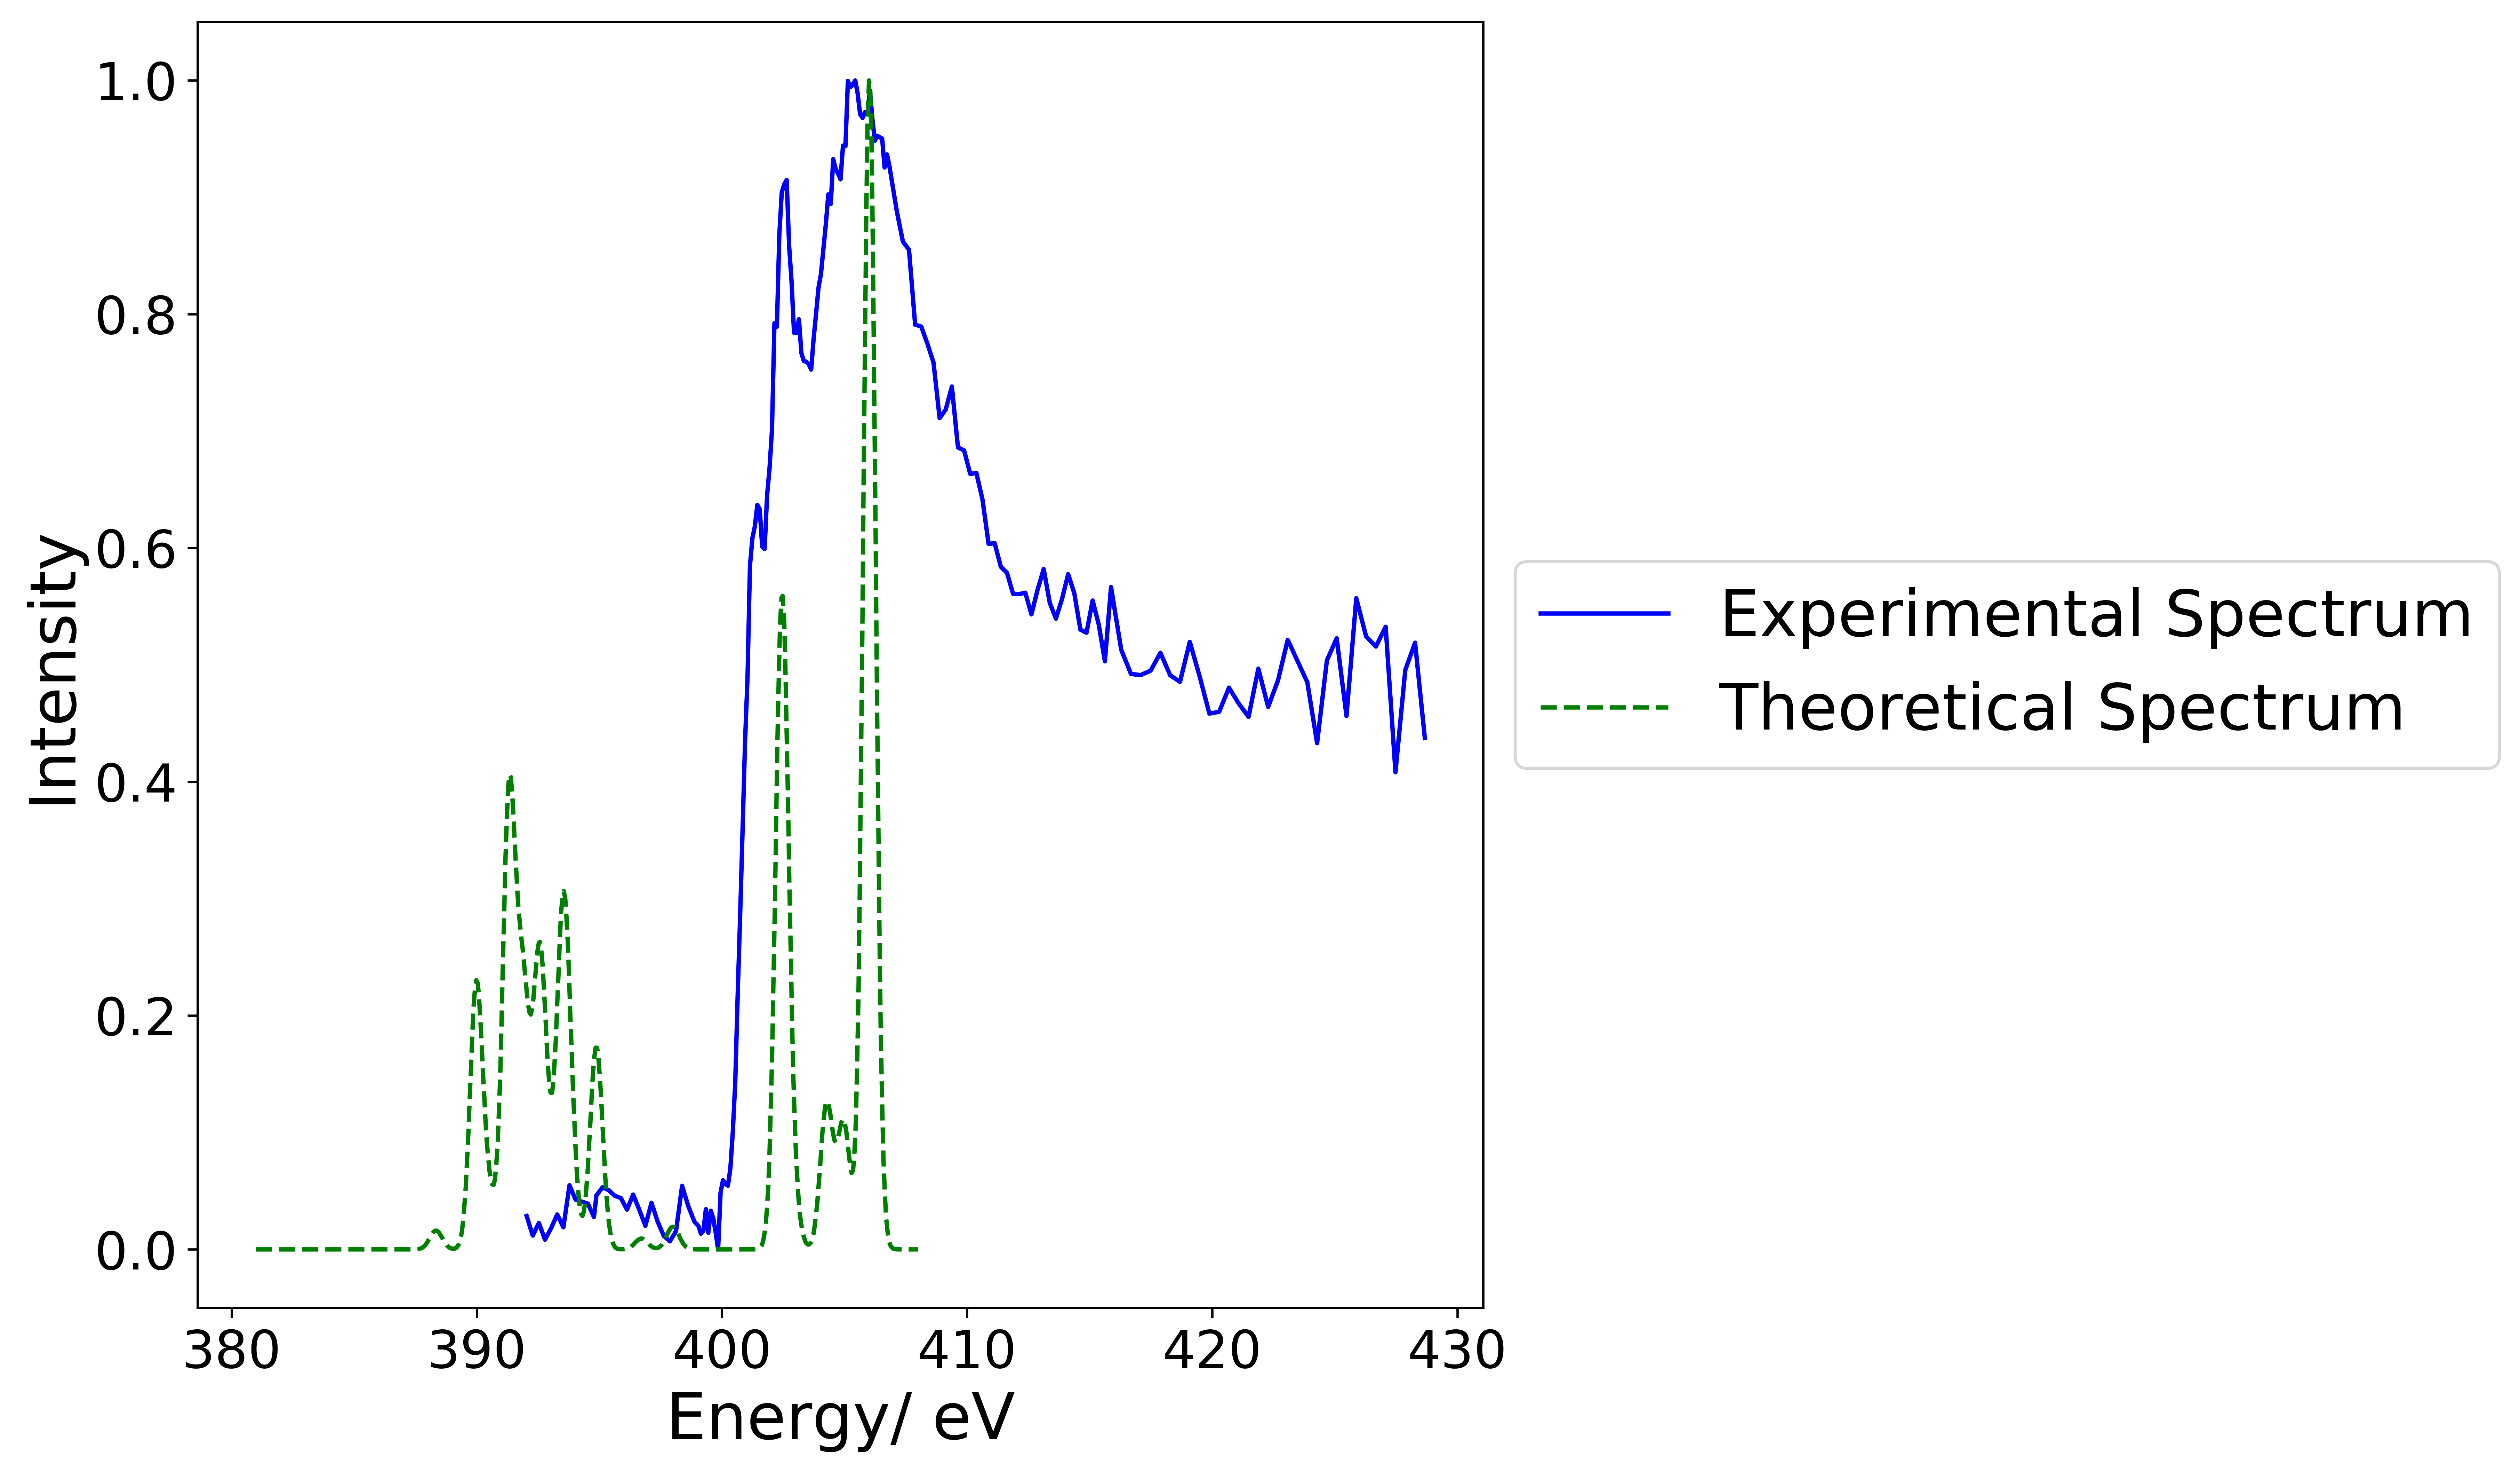 1.0
0.8
0.6
0.4
0.2
0.0
Intensity
380 390 400 410 420 430
Energy/ eV
Experimental Spectrum
Theoretical Spectrum